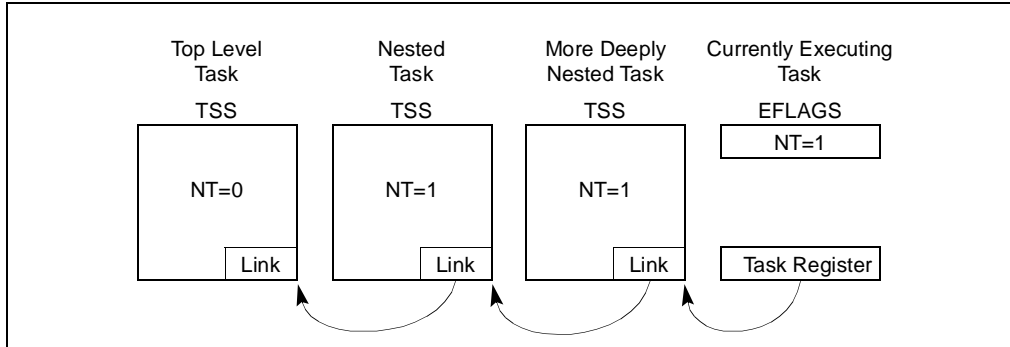 Top Level
Task
TSS
NT=0
Link
Nested
Task
TSS
NT=1
Link
More Deeply
Nested Task
TSS
NT=1
Link
Currently Executing
Task
EFLAGS
NT=1
Task Register